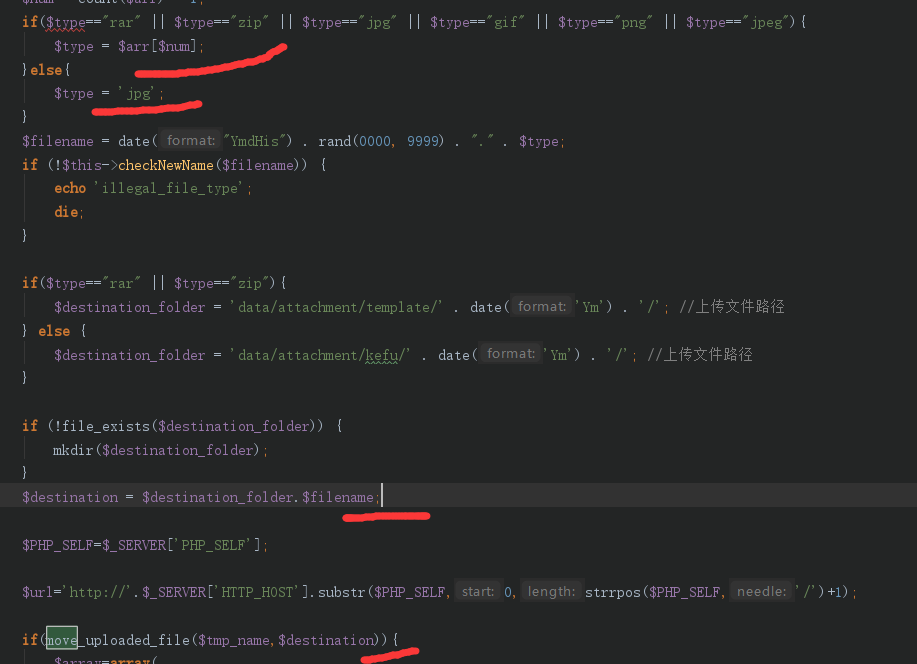 $num = count($arr) - 1;
if($type=="rar" || $type=="zip" || $type=="jpg" || $type=="gif" || $type=="png" || $type=="jpeg"){
$type = $arr[$num];
}else{
$type = 'jpg';
}
$filename = date( format: "YmdHis") . rand(0000, 9999) . "." . $type;
if (!$this->checkNewName($filename)) {
echo 'illegal_file_type';
die;
}
if($type=="rar" || $type=="zip"){
$destination_folder = 'data/attachment/template/' . date( format: 'Ym') . '/'; //上传文件路径
} else {
$destination_folder = 'data/attachment/kefu/' . date( format: 'Ym') . '/'; //上传文件路径
}
if (!file_exists($destination_folder)) {
mkdir($destination_folder);
}
$destination = $destination_folder.$filename;
$PHP_SELF=$_SERVER['PHP_SELF'];
$url='http://'.$_SERVER['HTTP_HOST'].substr($PHP_SELF, start: 0, length: strrpos($PHP_SELF, needle: '/')+1);
if(move_uploaded_file($tmp_name,$destination)){
$array=array(